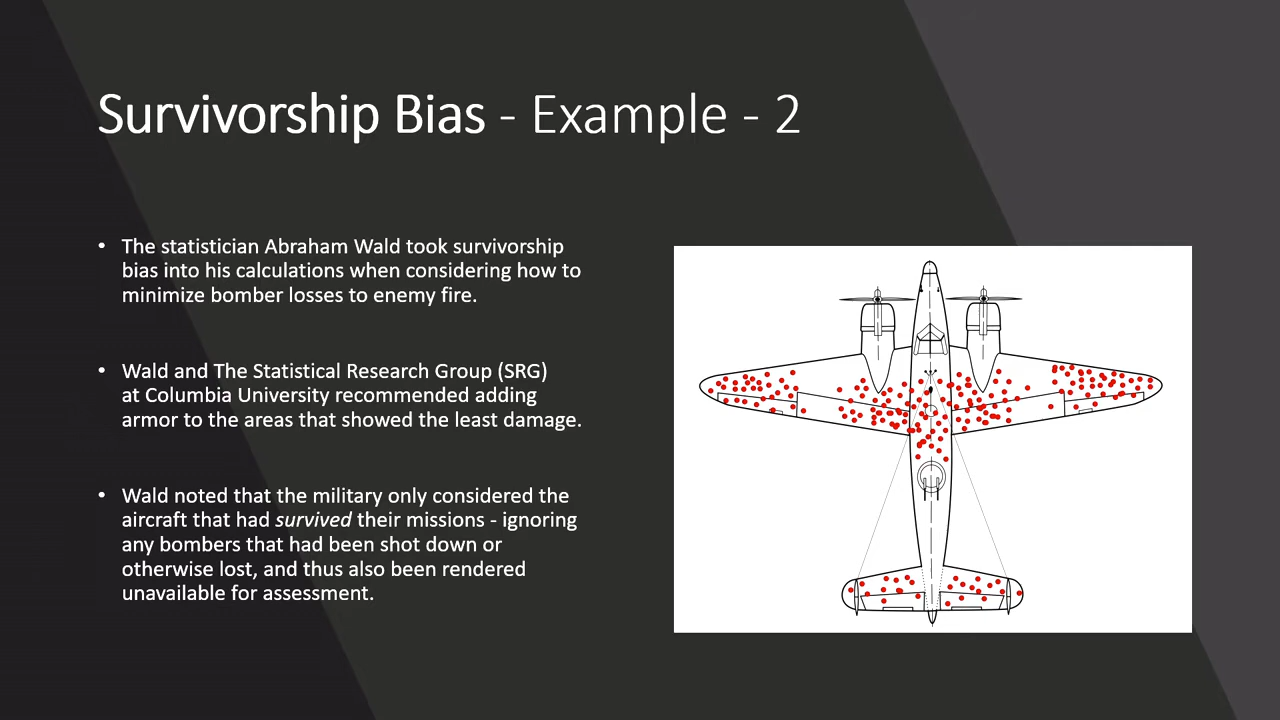 Survivorship Bias - Example - 2
• The statistician Abraham Wald took survivorship
bias into his calculations when considering how to
minimize bomber losses to enemy fire.
• Wald and The Statistical Research Group (SRG)
at Columbia University recommended adding
armor to the areas that showed the least damage.
• Wald noted that the military only considered the
aircraft that had survived their missions - ignoring
any bombers that had been shot down or
otherwise lost, and thus also been rendered
unavailable for assessment.